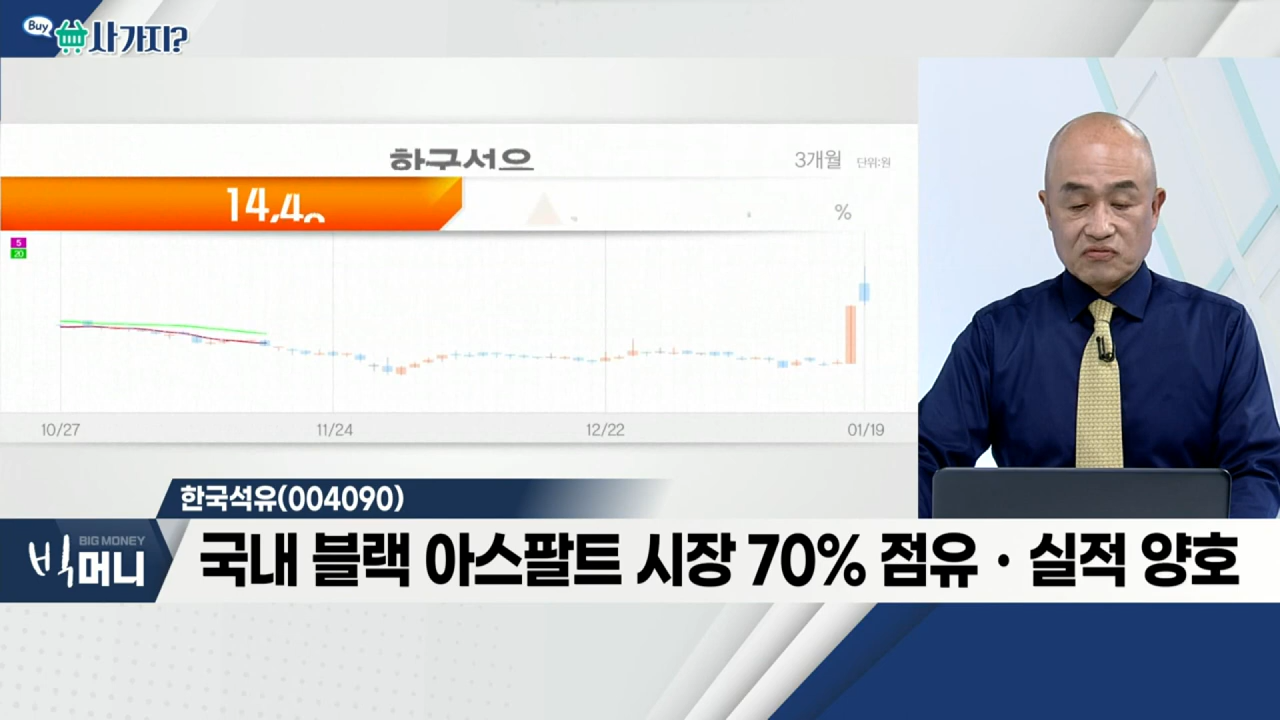 Buy
사가지?
3개월 단위:원
%
5
20
10/27 11/24 12/22 01/19
한국석유(004090)
빅머니
BIG MONEY
국내 블랙 아스팔트 시장 70% 점유 · 실적 양호